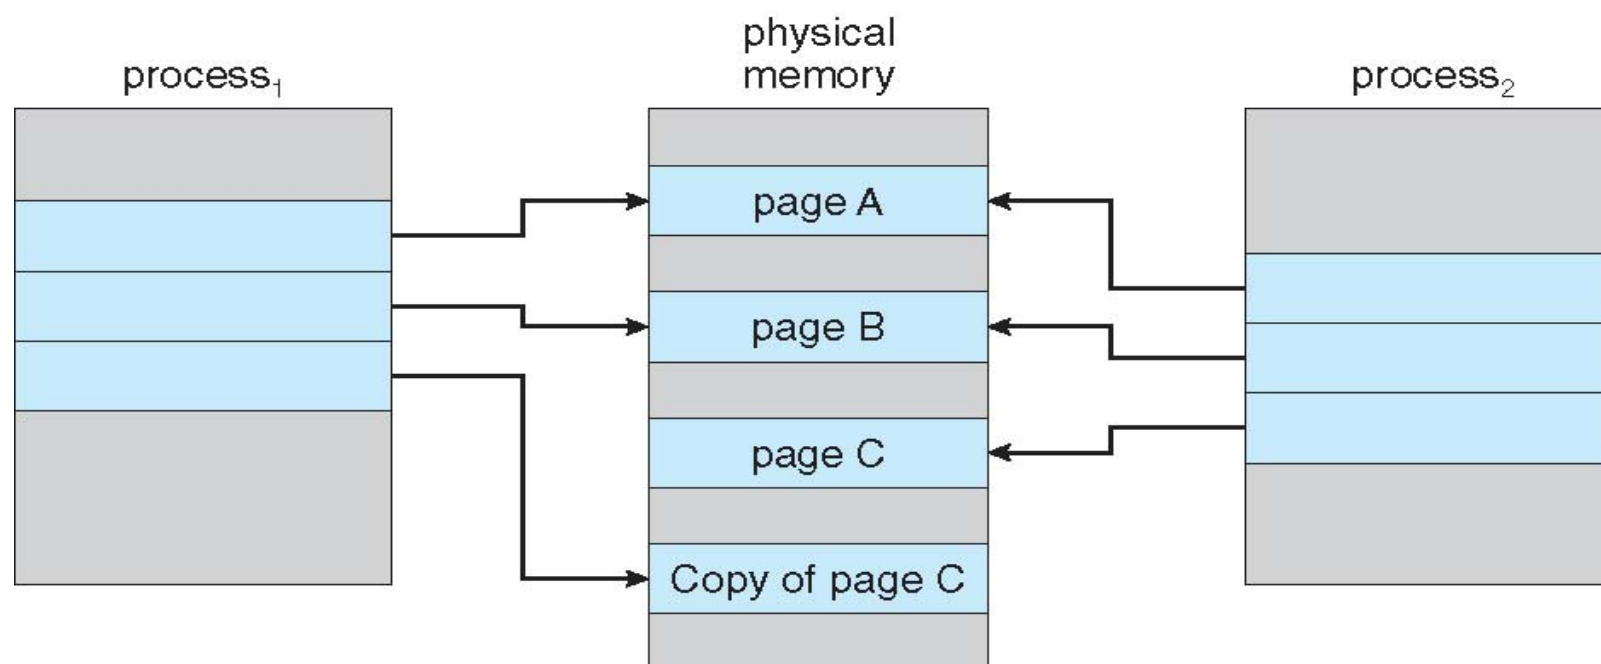 physical
memory
process₁
process₂
page A
page B
page C
Copy of page C